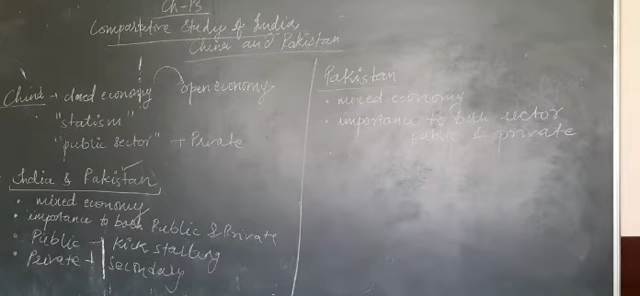 Ch-13
Comparative Study of India,
China and Pakistan
China → closed economy open economy
"statism"
"public sector" + Private
India & Pakistan
• mixed economy
• importance to both Public & Private
• Public → kick starting
• Private → secondary
Pakistan
• mixed economy
• importance to both sector
public & private